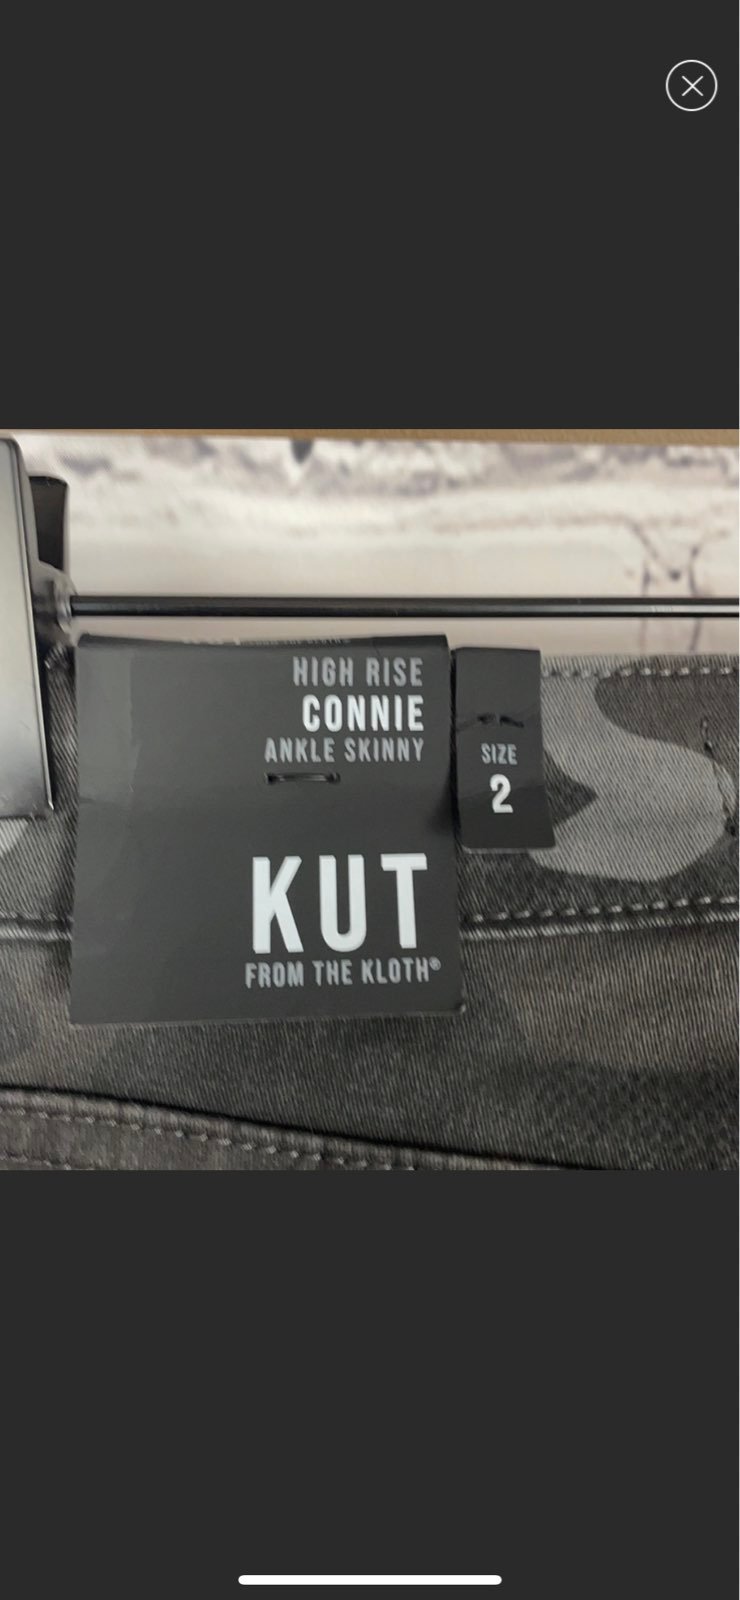 HIGH RISE
CONNIE
ANKLE SKINNY
KUT
FROM THE KLOTH®
SIZE
2